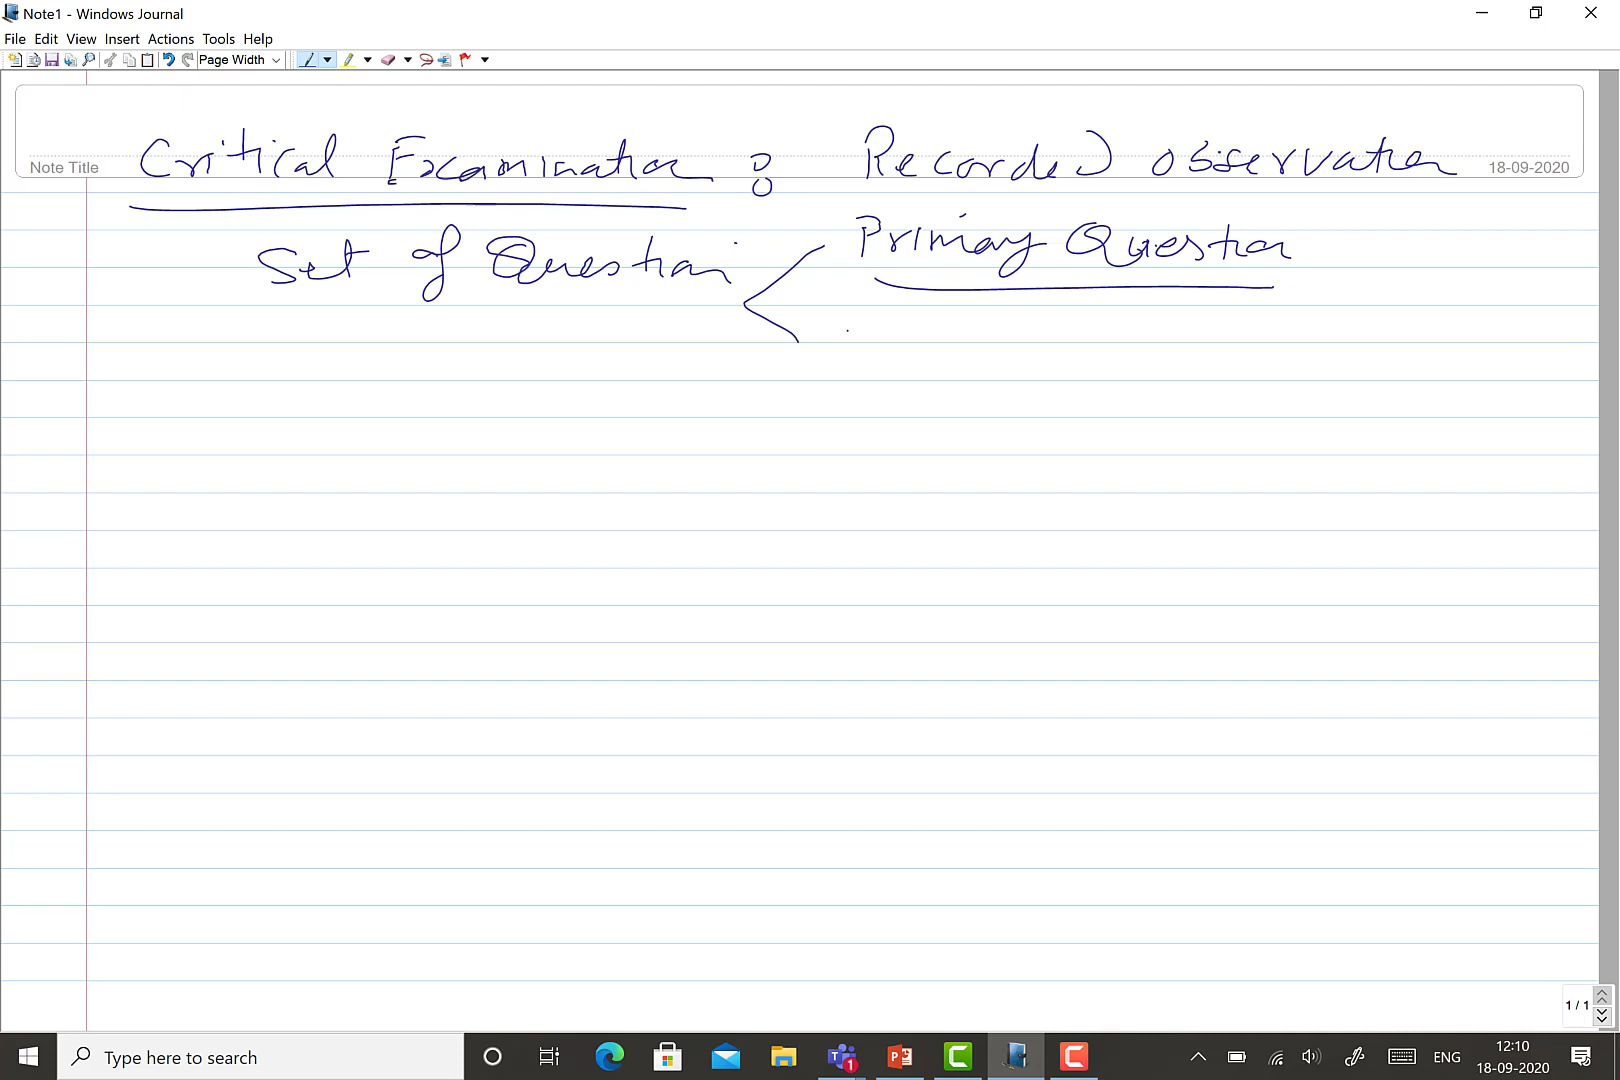 Note1 - Windows Journal
File Edit View Insert Actions Tools Help
Page Width
Critical Examination : Recorded observation
Note Title
18-09-2020
Set of Question
Primary Question
1 / 1
Type here to search
ENG
12:10
18-09-2020
1